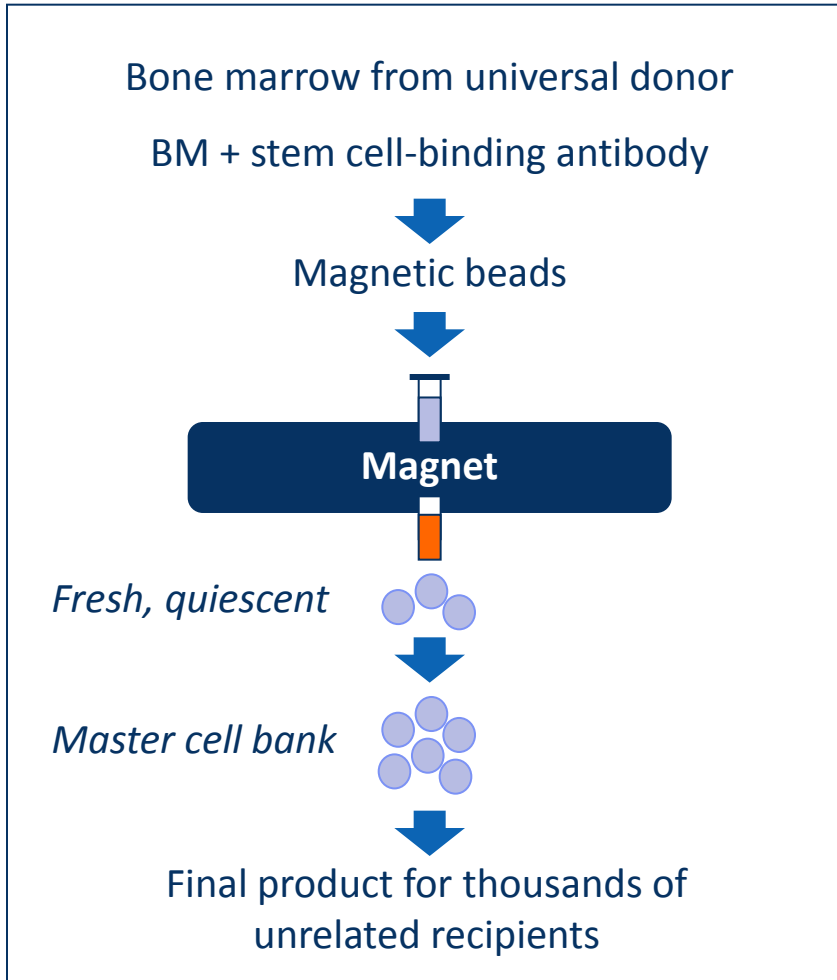 Bone marrow from universal donor
BM + stem cell-binding antibody
Magnetic beads
Magnet
Fresh, quiescent
Master cell bank
Final product for thousands of
unrelated recipients